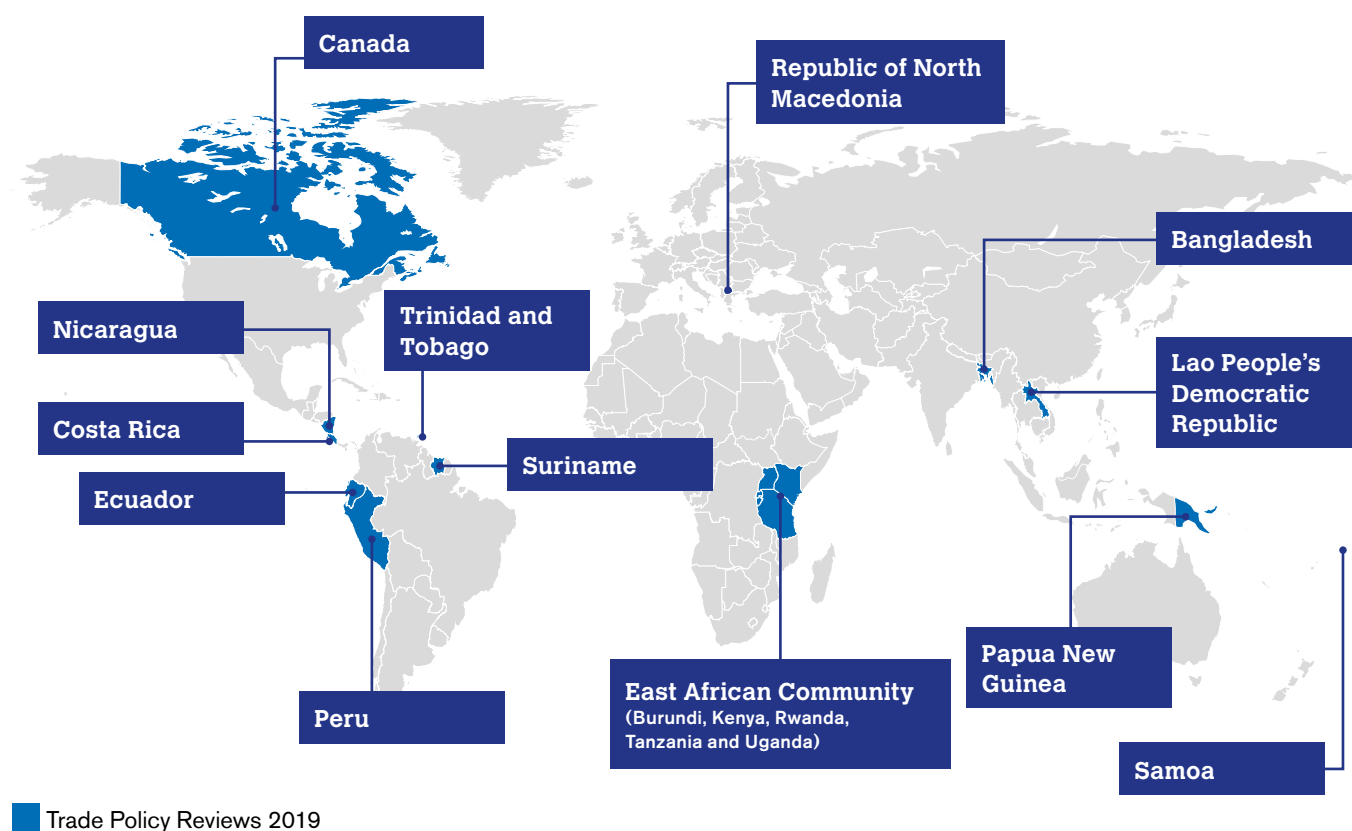 Canada
Republic of North
Macedonia
Bangladesh
Nicaragua
Trinidad and
Tobago
Lao People’s
Democratic
Republic
Costa Rica
Suriname
Ecuador
Papua New
Guinea
East African Community
(Burundi, Kenya, Rwanda,
Tanzania and Uganda)
Peru
Samoa
Trade Policy Reviews 2019